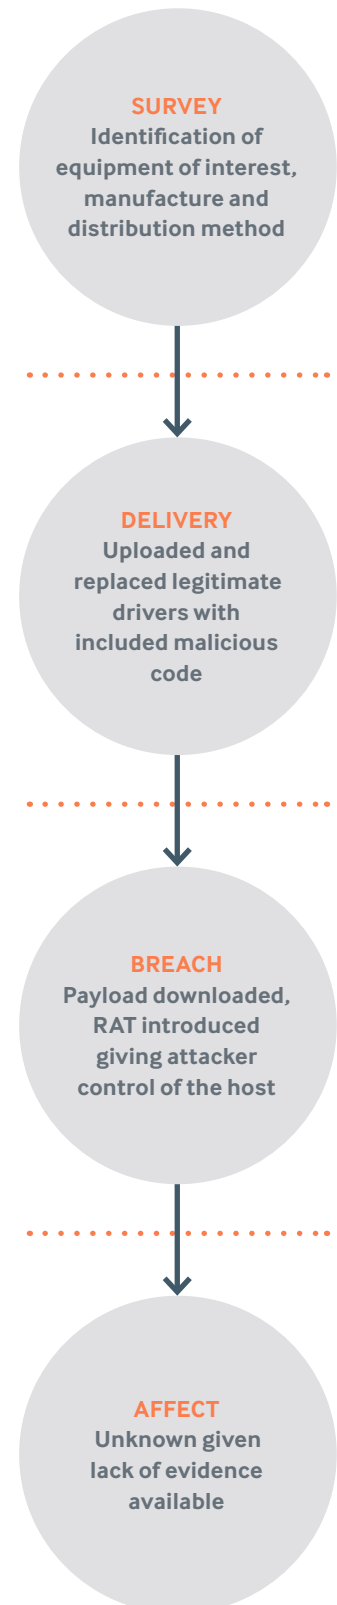 SURVEY
Identification of
equipment of interest,
manufacture and
distribution method
DELIVERY
Uploaded and
replaced legitimate
drivers with
included malicious
code
BREACH
Payload downloaded,
RAT introduced
giving attacker
control of the host
AFFECT
Unknown given
lack of evidence
available